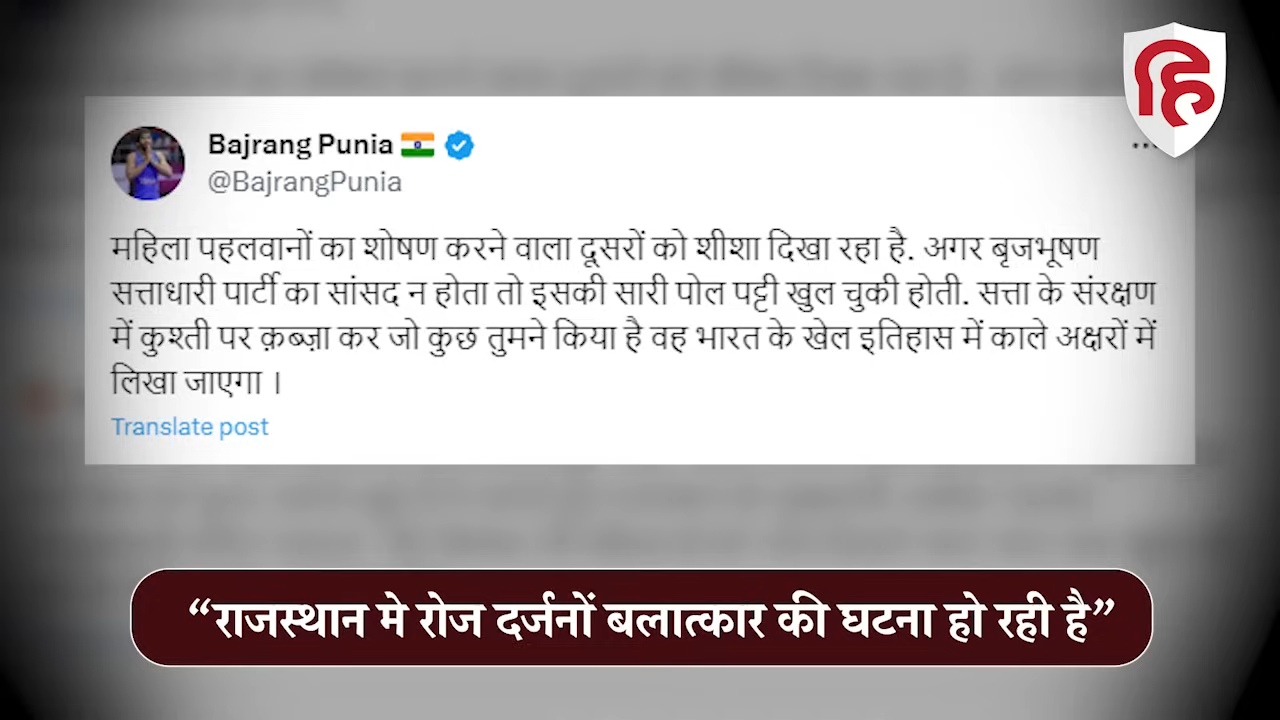 हि
Bajrang Punia
@BajrangPunia
महिला पहलवानों का शोषण करने वाला दूसरों को शीशा दिखा रहा है. अगर बृजभूषण
सत्ताधारी पार्टी का सांसद न होता तो इसकी सारी पोल पट्टी खुल चुकी होती. सत्ता के संरक्षण
में कुश्ती पर क़ब्ज़ा कर जो कुछ तुमने किया है वह भारत के खेल इतिहास में काले अक्षरों में
लिखा जाएगा ।
Translate post
“राजस्थान मे रोज दर्जनों बलात्कार की घटना हो रही है”